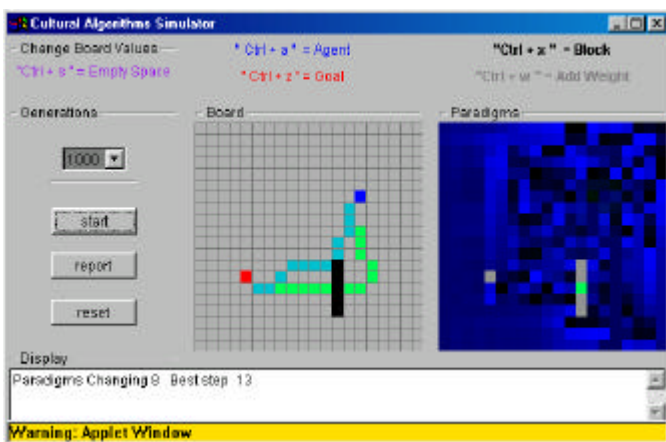 Cultural Algorithms Simulator
Change Board Values
"Ctrl + a" = Agent
"Ctrl + x" = Block
"Ctrl + s" = Empty Space
"Ctrl + z" = Goal
"Ctrl + w" = Add Weight
Generations
Board
Paradigms
1000
start
report
reset
Display
Paradigms Changing 8 Best step 13
Warning: Applet Window